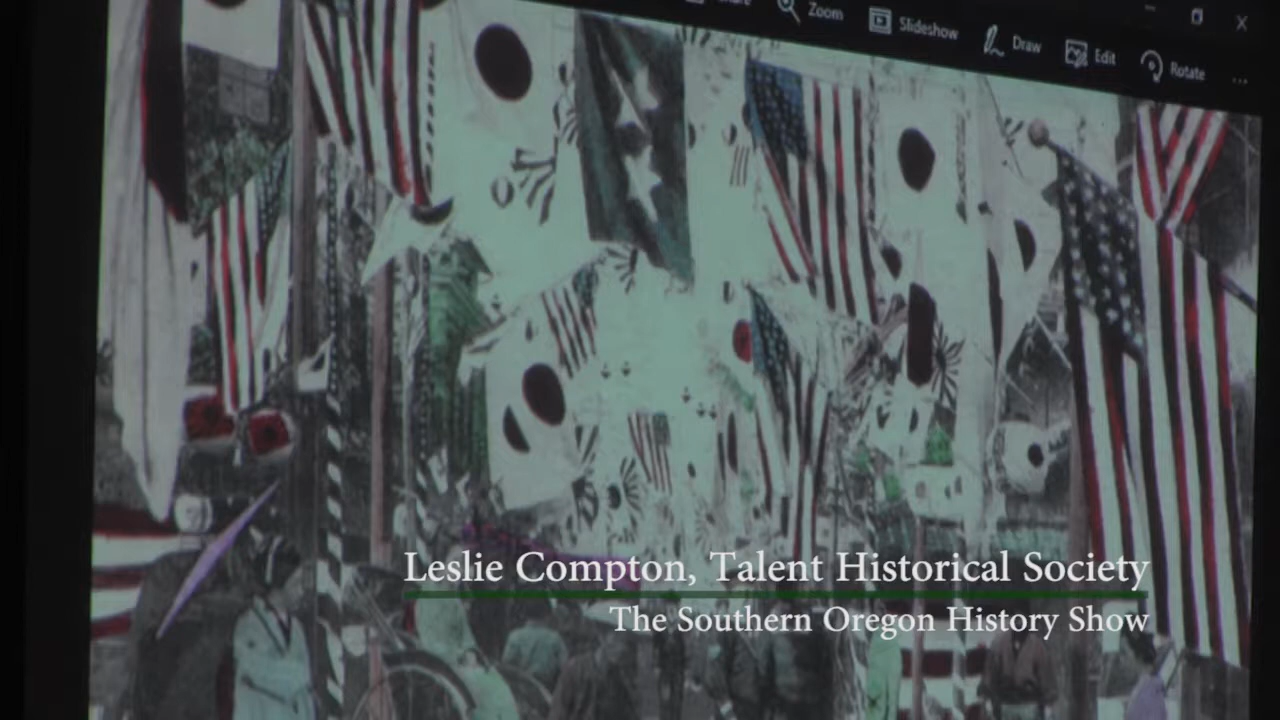 Zoom
Slideshow
Draw
Edit
Rotate
Leslie Compton, Talent Historical Society
The Southern Oregon History Show